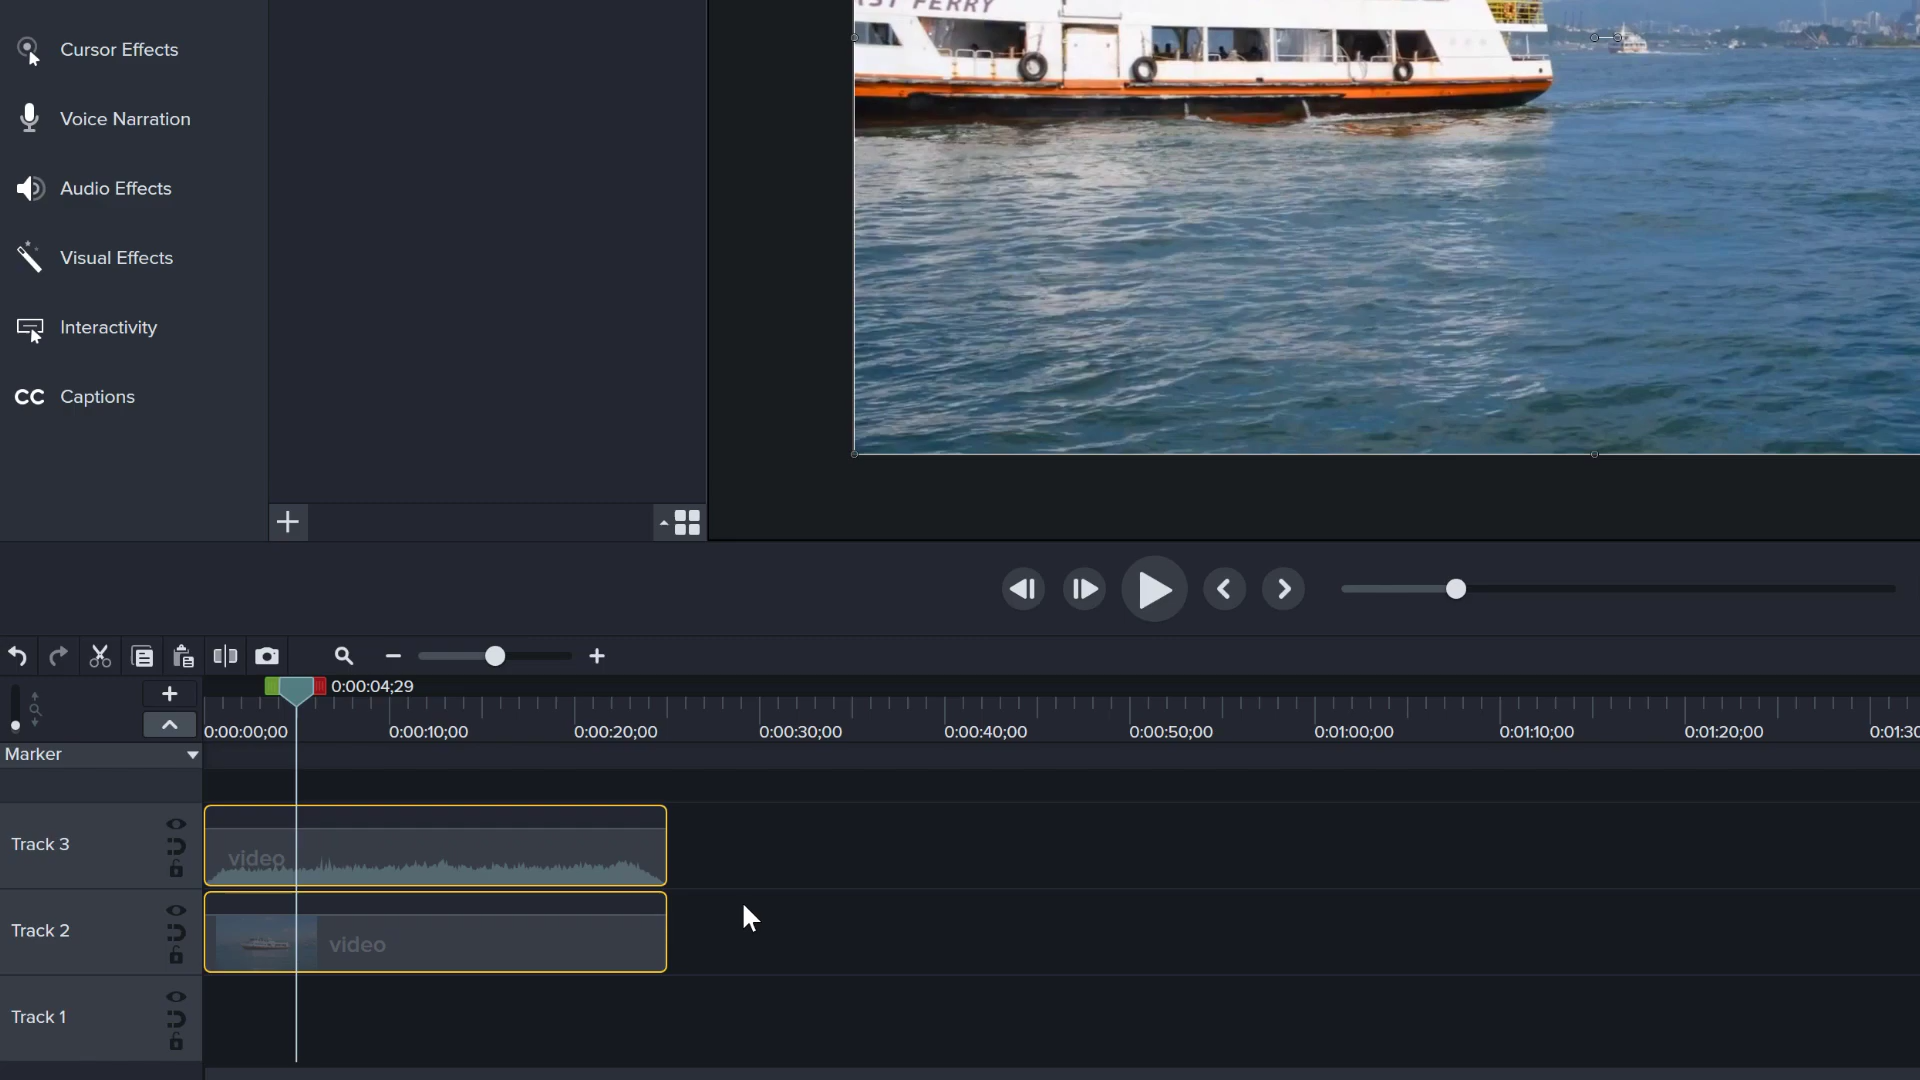 FERRY
Cursor Effects
Voice Narration
Audio Effects
Visual Effects
Interactivity
CC Captions
0:00:04;29
0:00:00;00 0:00:10;00 0:00:20;00 0:00:30;00 0:00:40;00 0:00:50;00 0:01:00;00 0:01:10;00 0:01:20;00 0:01:30
Marker
Track 3
video
Track 2
video
Track 1